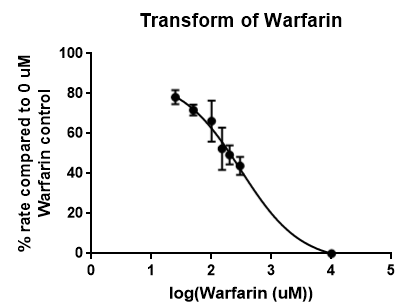 Transform of Warfarin
% rate compared to 0 uM
Warfarin control
100
80
60
40
20
0
0 1 2 3 4 5
log(Warfarin (uM))